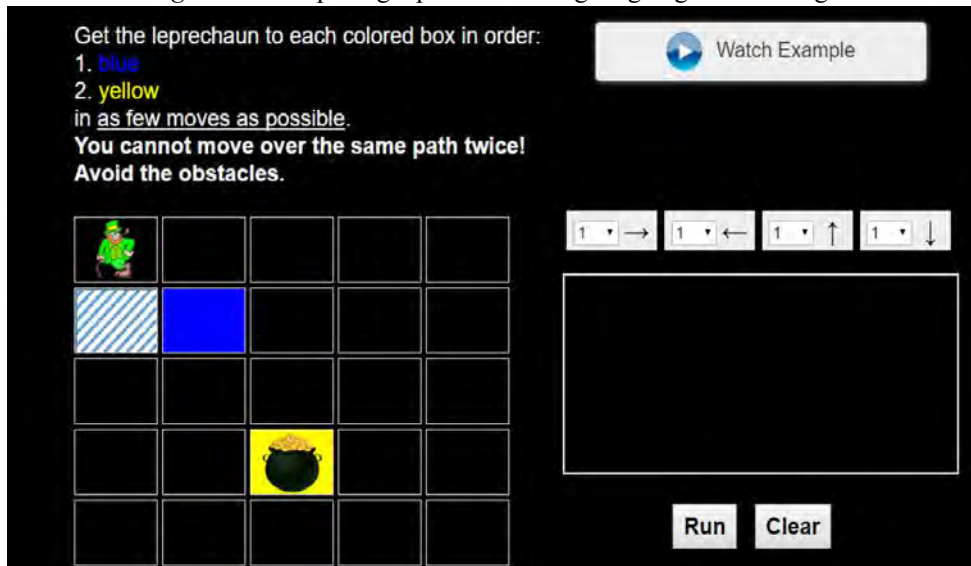 Get the leprechaun to each colored box in order:
1. blue
2. yellow
in as few moves as possible.
You cannot move over the same path twice!
Avoid the obstacles.
Watch Example
1 → 1 ← 1 ↑ 1 ↓
Run Clear